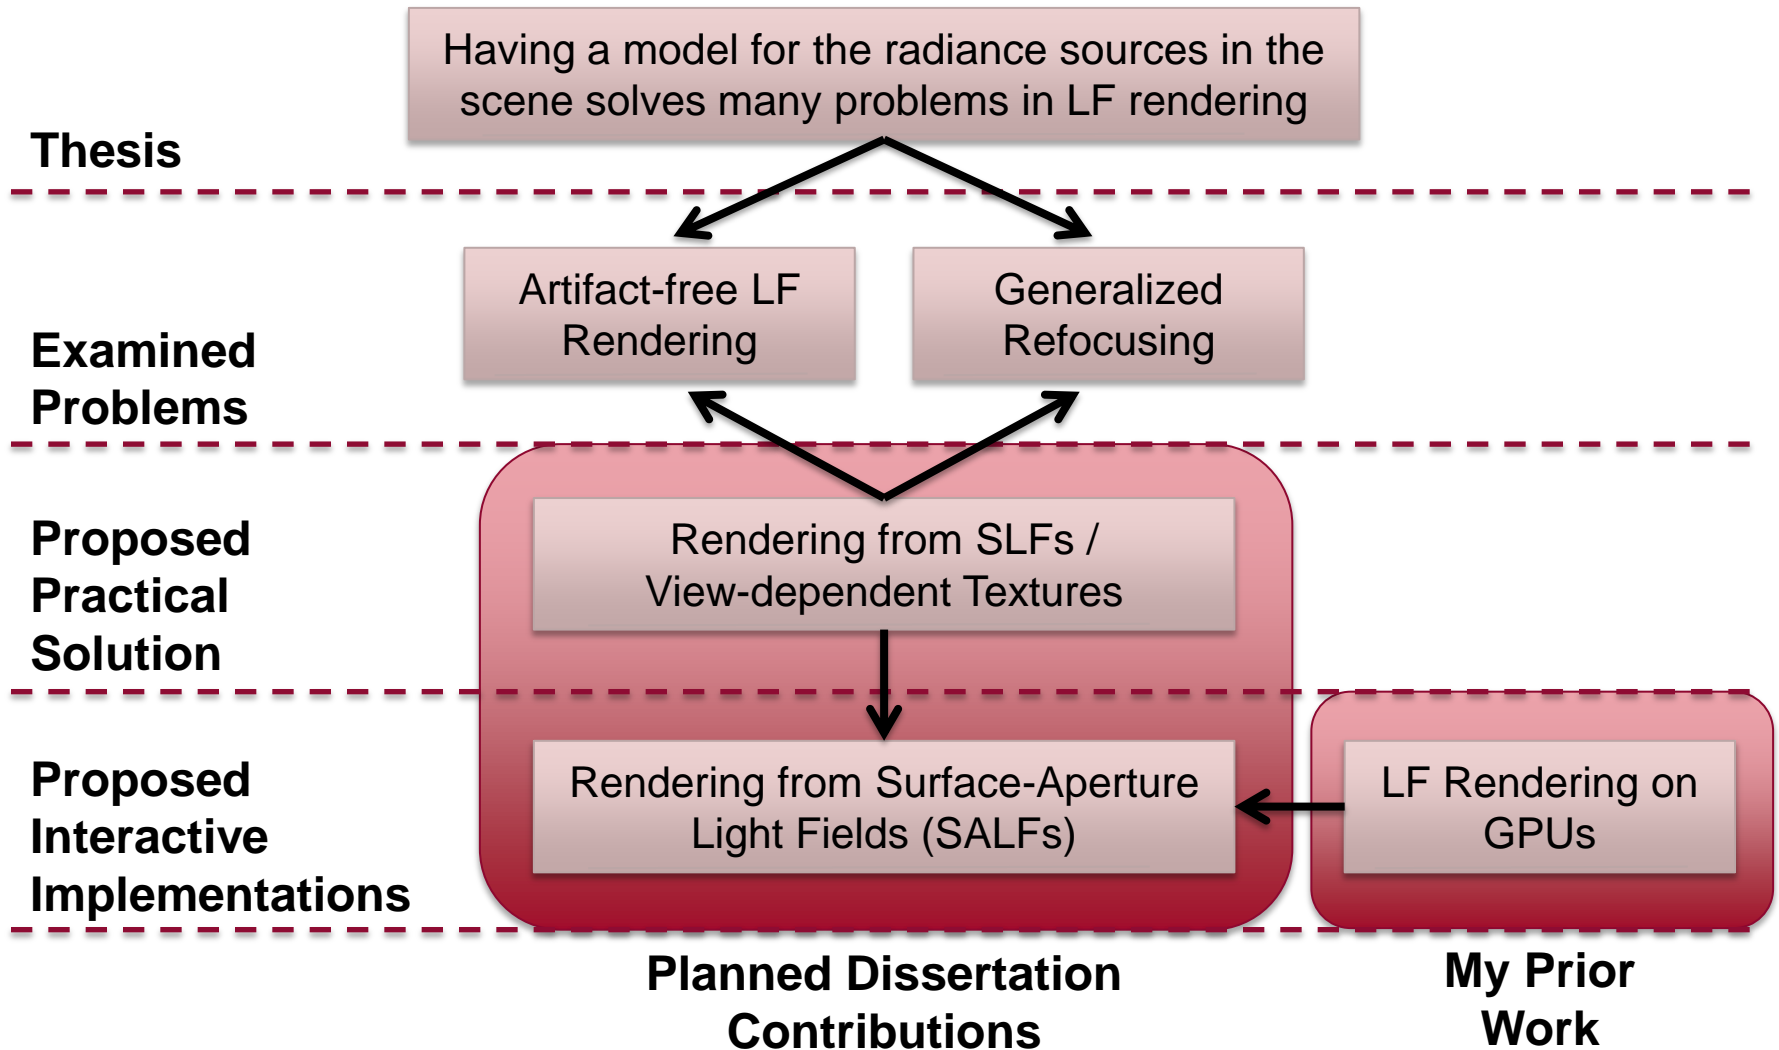 Having a model for the radiance sources in the
scene solves many problems in LF rendering
Thesis
Artifact-free LF
Rendering
Generalized
Refocusing
Examined
Problems
Proposed
Practical
Solution
Rendering from SLFs /
View-dependent Textures
Proposed
Interactive
Implementations
Rendering from Surface-Aperture
Light Fields (SALFs)
LF Rendering on
GPUs
Planned Dissertation
Contributions
My Prior
Work